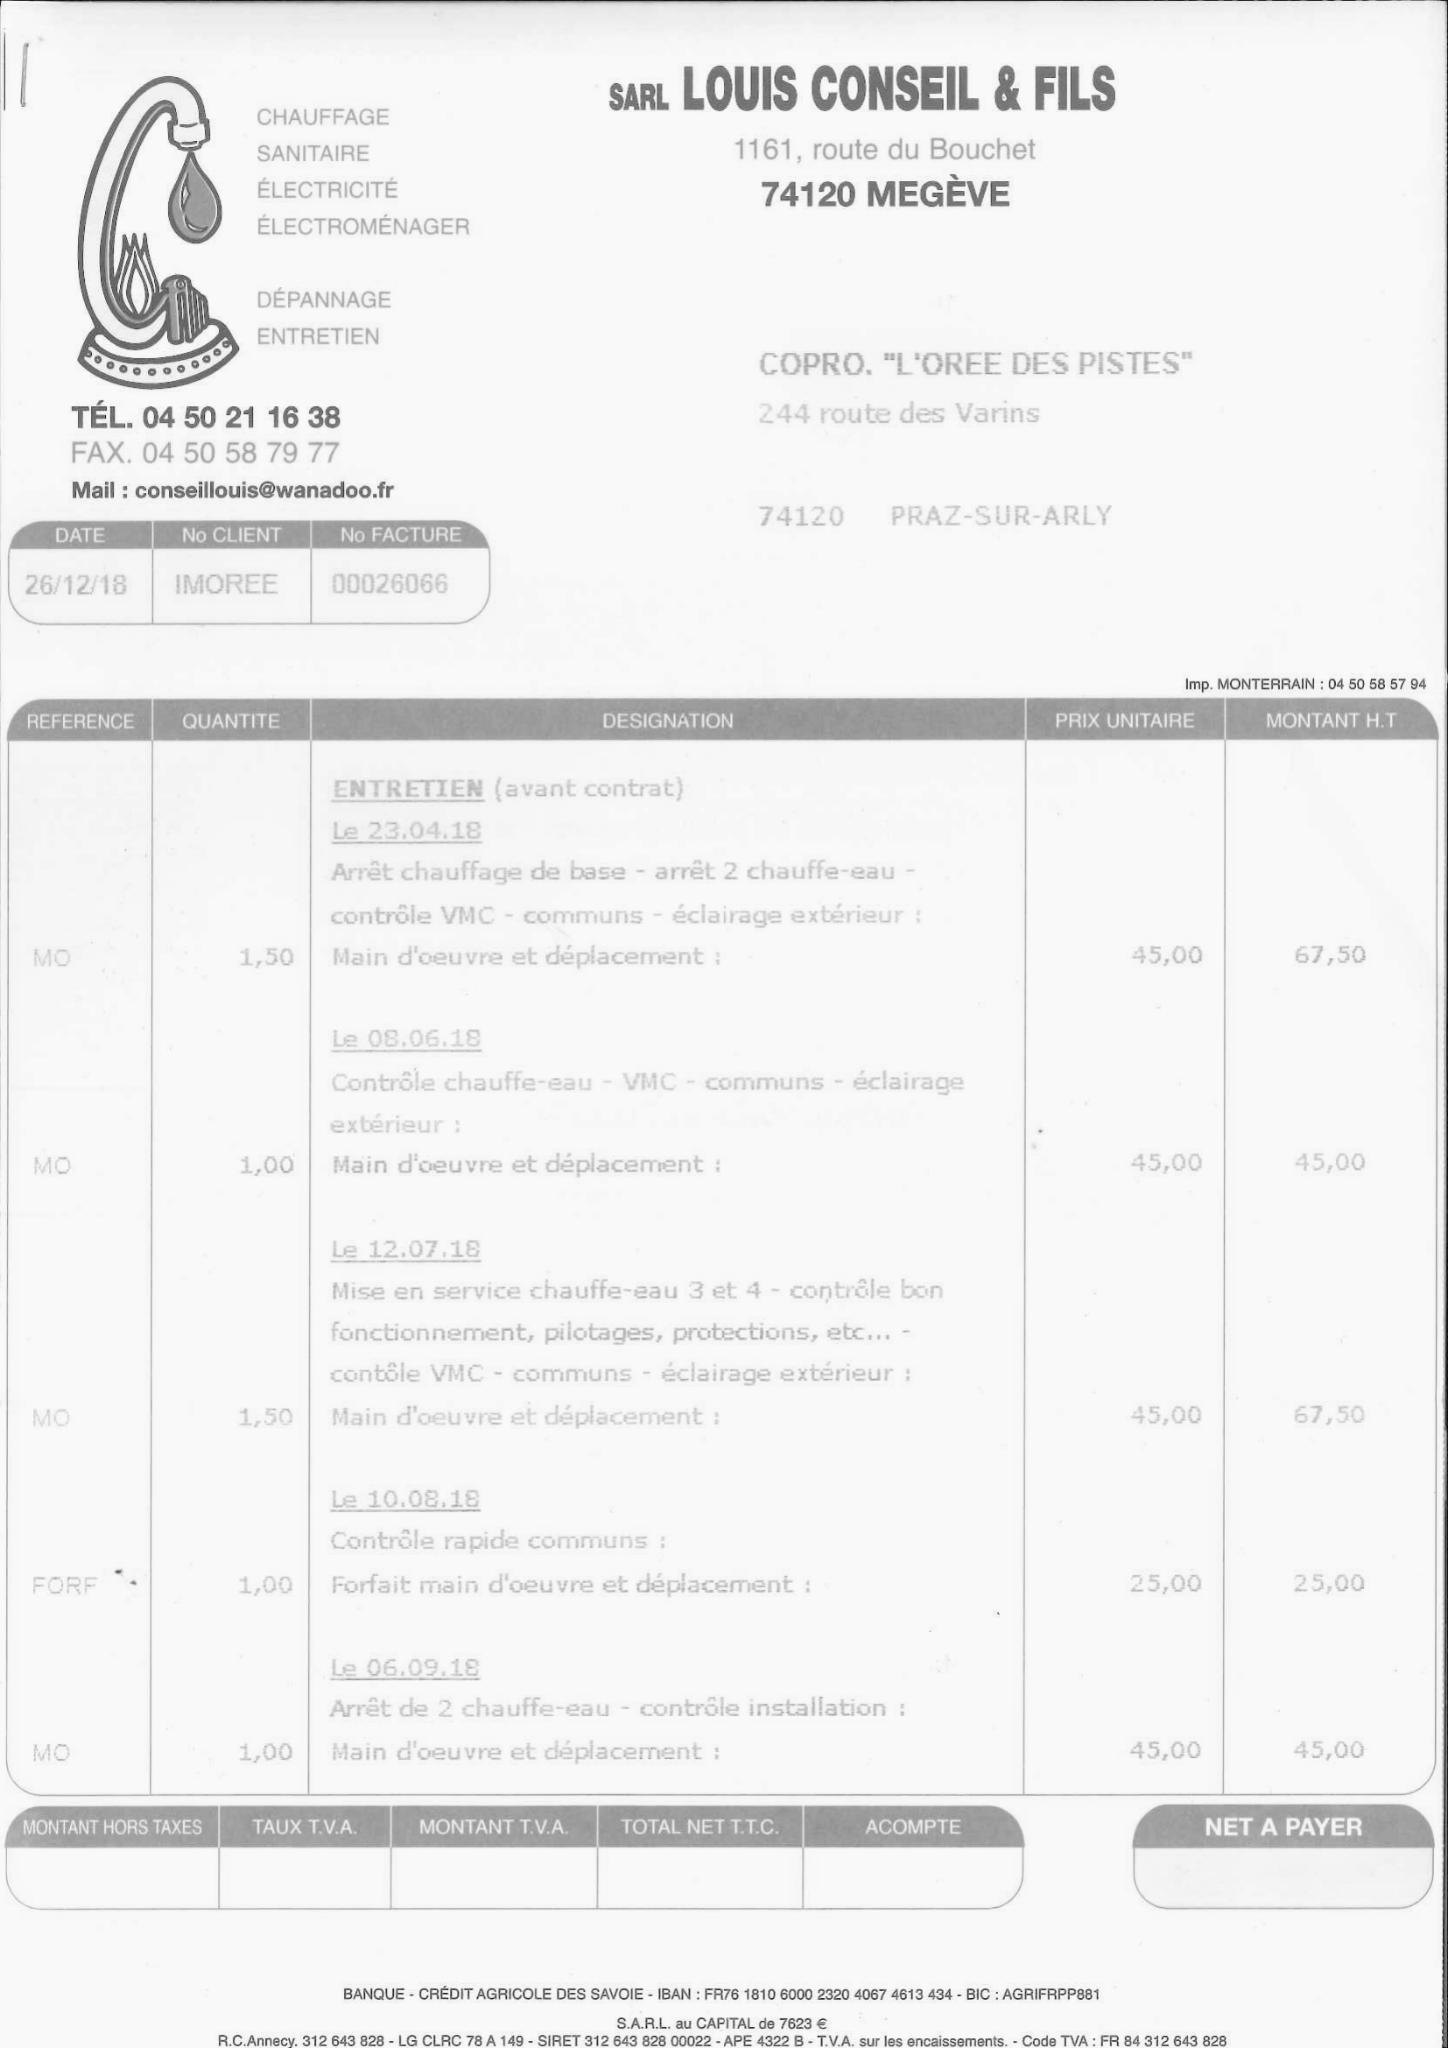 SARL LOUIS CONSEIL & FILS
1161, route du Bouchet
74120 MEGÈVE
CHAUFFAGE
SANITAIRE
ÉLECTRICITÉ
ÉLECTROMÉNAGER
DÉPANNAGE
ENTRETIEN
TÉL. 04 50 21 16 38
FAX. 04 50 58 79 77
Mail : conseillouis@wanadoo.fr
COPRO. "L'OREE DES PISTES"
244 route des Varins
74120 PRAZ-SUR-ARLY
DATE No CLIENT No FACTURE
26/12/18 IMOREE 00026066
Imp. MONTERRAIN : 04 50 58 57 94
REFERENCE QUANTITE DESIGNATION PRIX UNITAIRE MONTANT H.T
ENTRETIEN (avant contrat)
Le 23.04.18
Arrêt chauffage de base - arrêt 2 chauffe-eau -
contrôle VMC - communs - éclairage extérieur :
MO 1,50 Main d'oeuvre et déplacement : 45,00 67,50
Le 08.06.18
Contrôle chauffe-eau - VMC - communs - éclairage
extérieur :
MO 1,00 Main d'oeuvre et déplacement : 45,00 45,00
Le 12.07.18
Mise en service chauffe-eau 3 et 4 - contrôle bon
fonctionnement, pilotages, protections, etc... -
contôle VMC - communs - éclairage extérieur :
MO 1,50 Main d'oeuvre et déplacement : 45,00 67,50
Le 10.08.18
Contrôle rapide communs :
FORF 1,00 Forfait main d'oeuvre et déplacement : 25,00 25,00
Le 06.09.18
Arrêt de 2 chauffe-eau - contrôle installation :
MO 1,00 Main d'oeuvre et déplacement : 45,00 45,00
MONTANT HORS TAXES TAUX T.V.A. MONTANT T.V.A. TOTAL NET T.T.C. ACOMPTE NET A PAYER
BANQUE - CRÉDIT AGRICOLE DES SAVOIE - IBAN : FR76 1810 6000 2320 4067 4613 434 - BIC : AGRIFRPP881
S.A.R.L. au CAPITAL de 7623 €
R.C.Annecy. 312 643 828 - LG CLRC 78 A 149 - SIRET 312 643 828 00022 - APE 4322 B - T.V.A. sur les encaissements. - Code TVA : FR 84 312 643 828